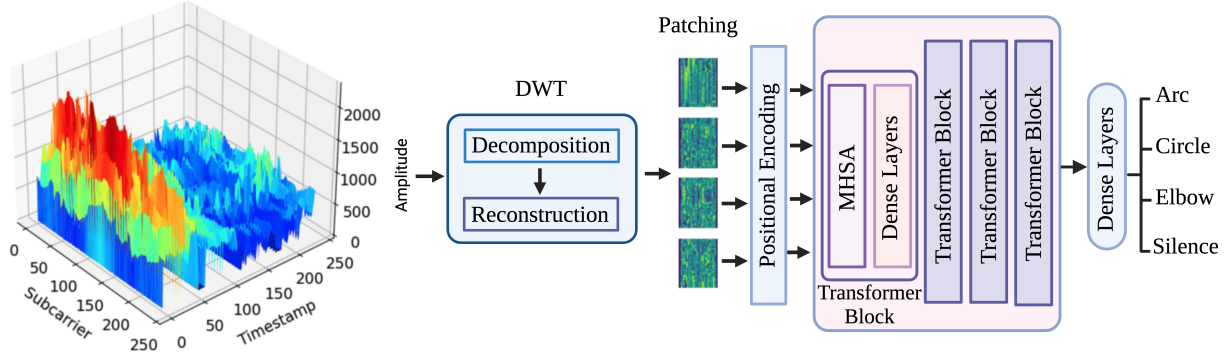 2000
1500
1000
500
0
Amplitude
0
50
100
150
200
250
Subcarrier
0
50
100
150
200
250
Timestamp
DWT
Decomposition
Reconstruction
Patching
Positional Encoding
MHSA
Dense Layers
Transformer
Block
Transformer Block
Transformer Block
Transformer Block
Dense Layers
Arc
Circle
Elbow
Silence